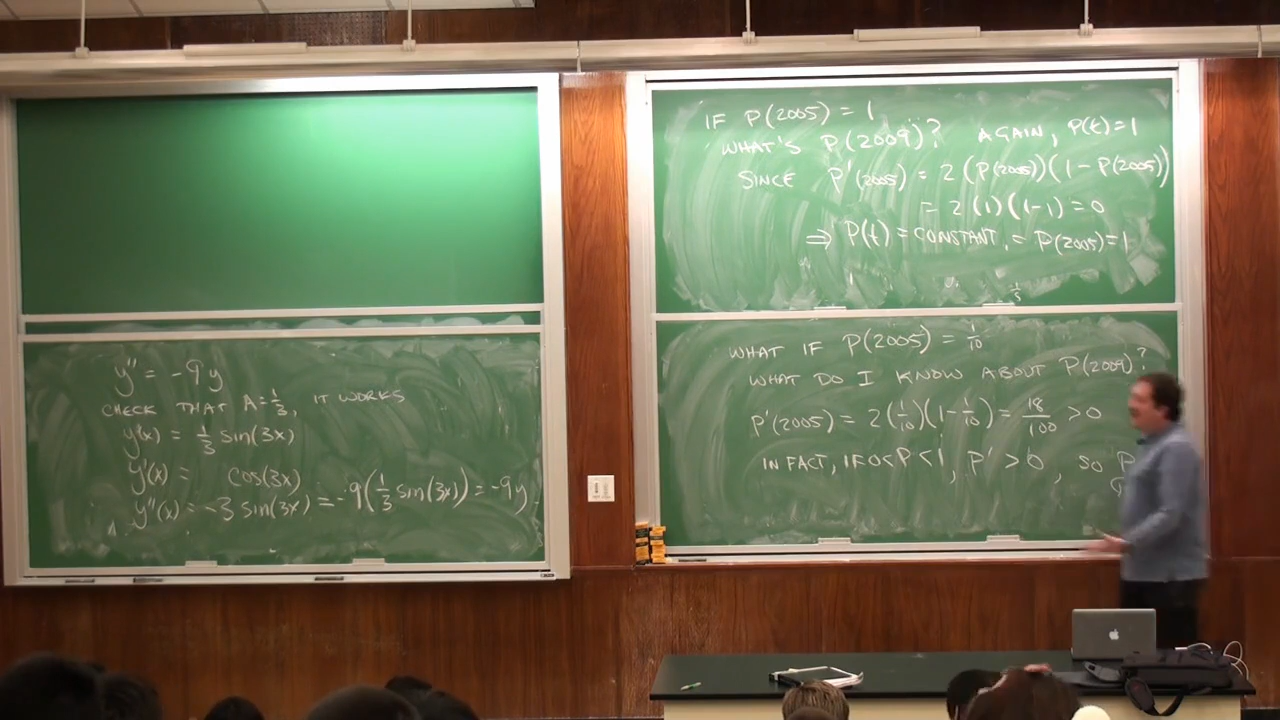 y'' = -9y
CHECK THAT A = 1/3, IT WORKS
y(x) = 1/3 sin(3x)
y'(x) = cos(3x)
y''(x) = -3 sin(3x) = -9(1/3 sin(3x)) = -9y
IF P(2005) = 1
WHAT'S P(2009)? AGAIN, P(t) = 1
SINCE P'(2005) = 2(P(2005))(1 - P(2005))
= 2(1)(1-1) = 0
⇒ P(t) = CONSTANT, = P(2005) = 1
WHAT IF P(2005) = 1/10
WHAT DO I KNOW ABOUT P(2009)?
P'(2005) = 2(1/10)(1 - 1/10) = 18/100 > 0
IN FACT, IF 0 < P < 1, P' > 0, SO P